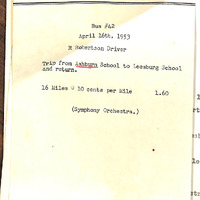 Bus #A2
April 16th. 1953
R Robertson Driver
Trip from Ashburn School to Leesburg School
and return.
16 Miles @ 10 cents per Mile 1.60
(Symphony Orchestra.)